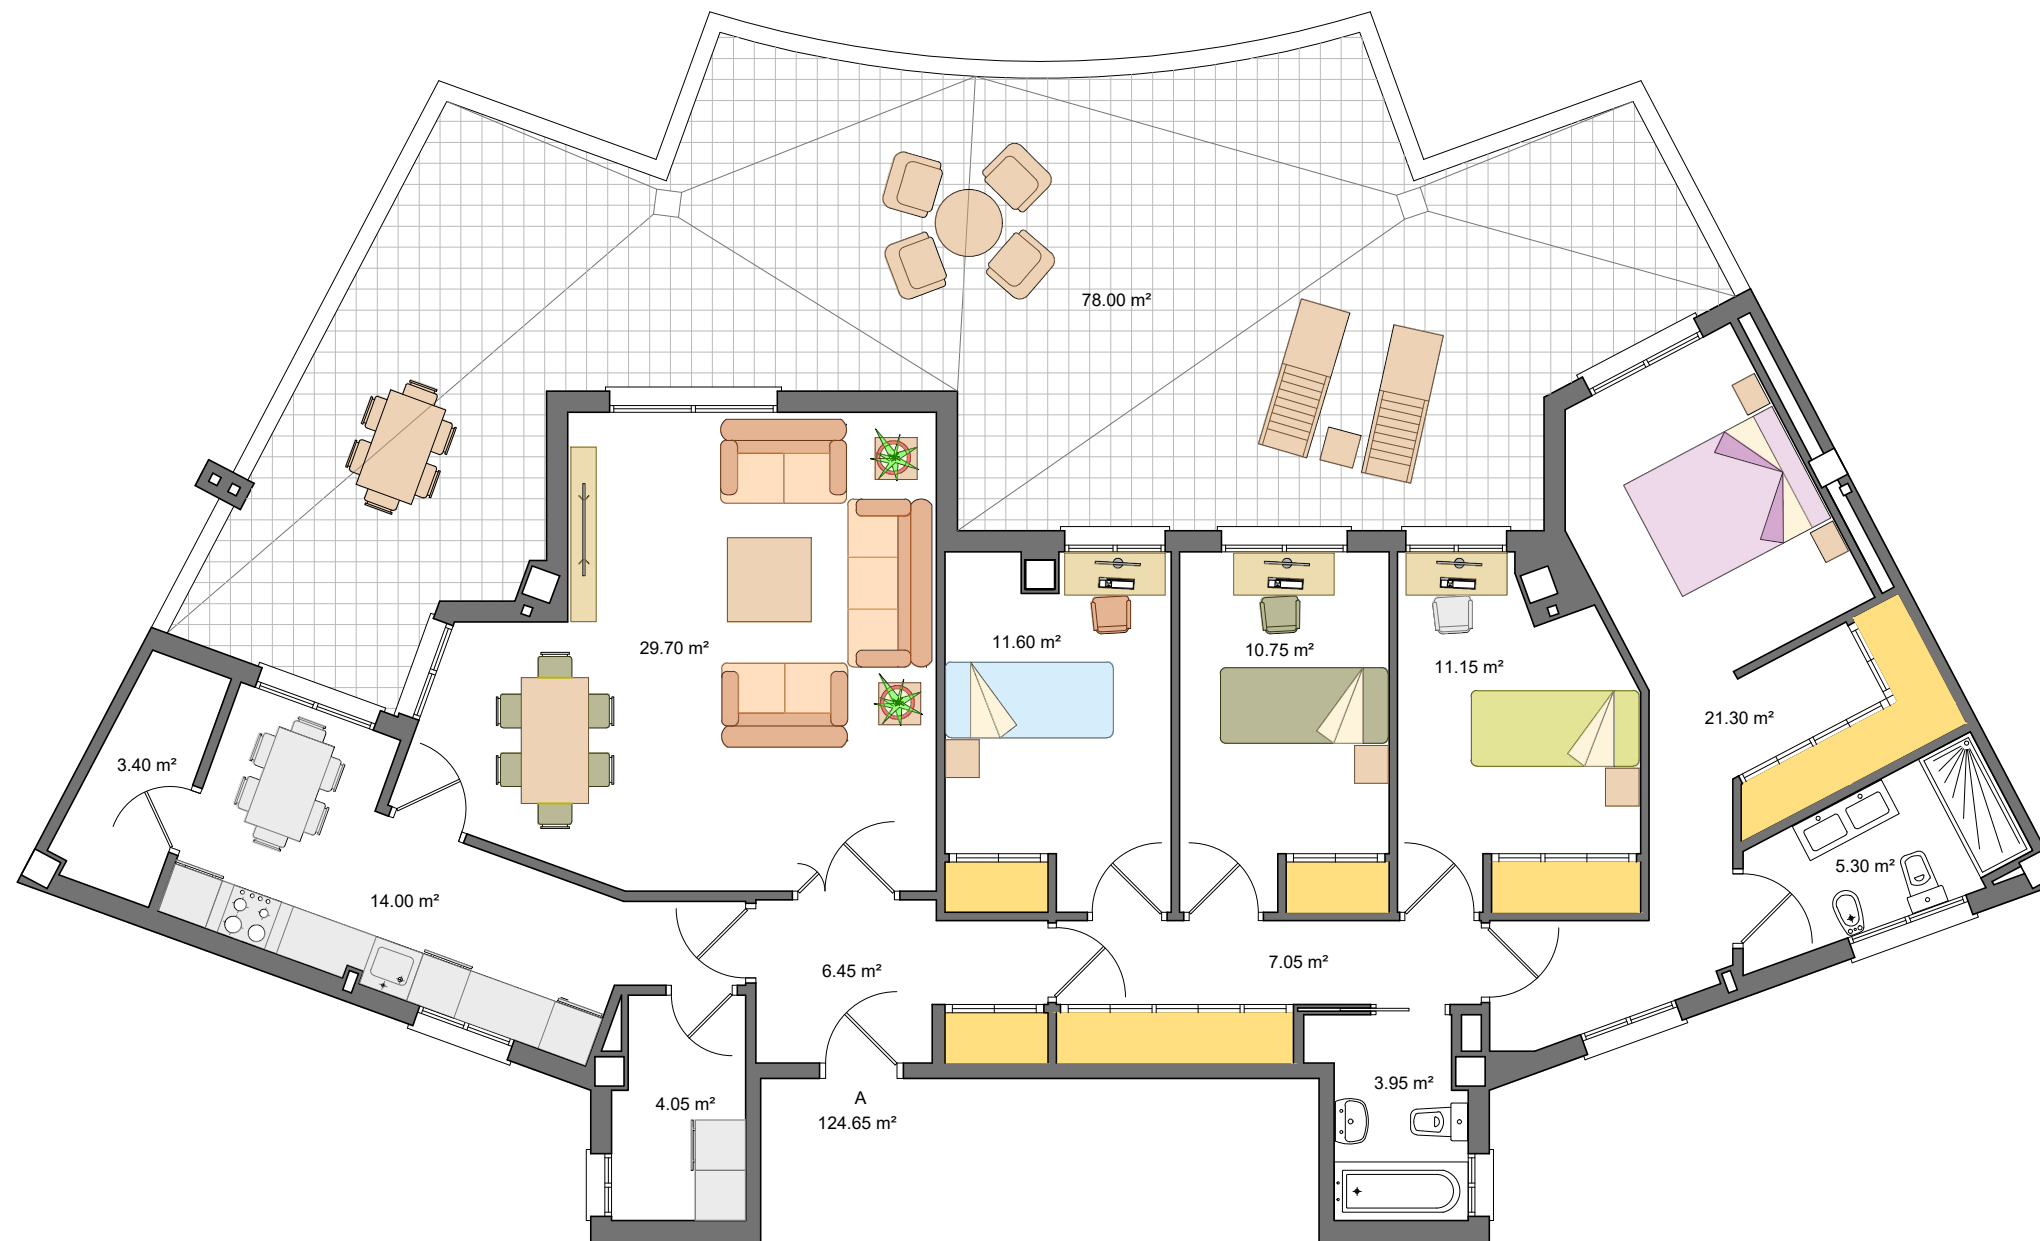 78.00 m²
29.70 m²
11.60 m²
10.75 m²
11.15 m²
21.30 m²
3.40 m²
14.00 m²
5.30 m²
6.45 m²
7.05 m²
3.95 m²
4.05 m²
A
124.65 m²